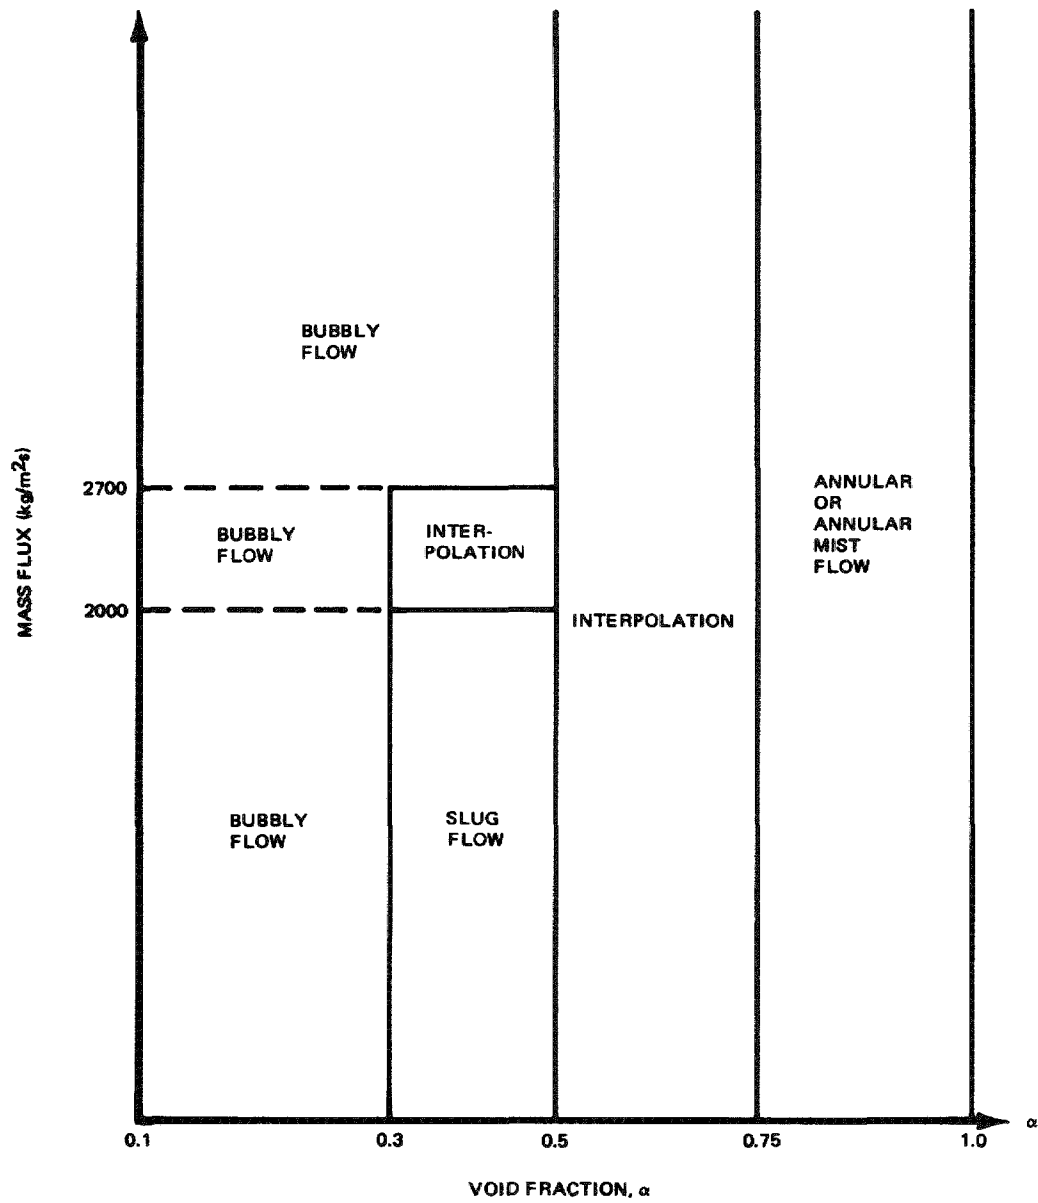 BUBBLY
FLOW
MASS FLUX (kg/m²s)
2700
BUBBLY
FLOW
INTER-
POLATION
ANNULAR
OR
ANNULAR
MIST
FLOW
2000
INTERPOLATION
BUBBLY
FLOW
SLUG
FLOW
α
0.1
0.3
0.5
0.75
1.0
VOID FRACTION, α